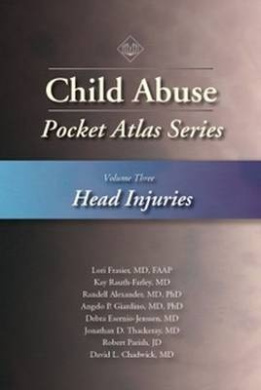 Child Abuse
Pocket Atlas Series
Volume Three
Head Injuries
Lori Frasier, MD, FAAP
Kay Rauth-Farley, MD
Randell Alexander, MD, PhD
Angelo P. Giardino, MD, PhD
Debra Esernio-Jenssen, MD
Jonathan D. Thackeray, MD
Robert Parish, JD
David L. Chadwick, MD